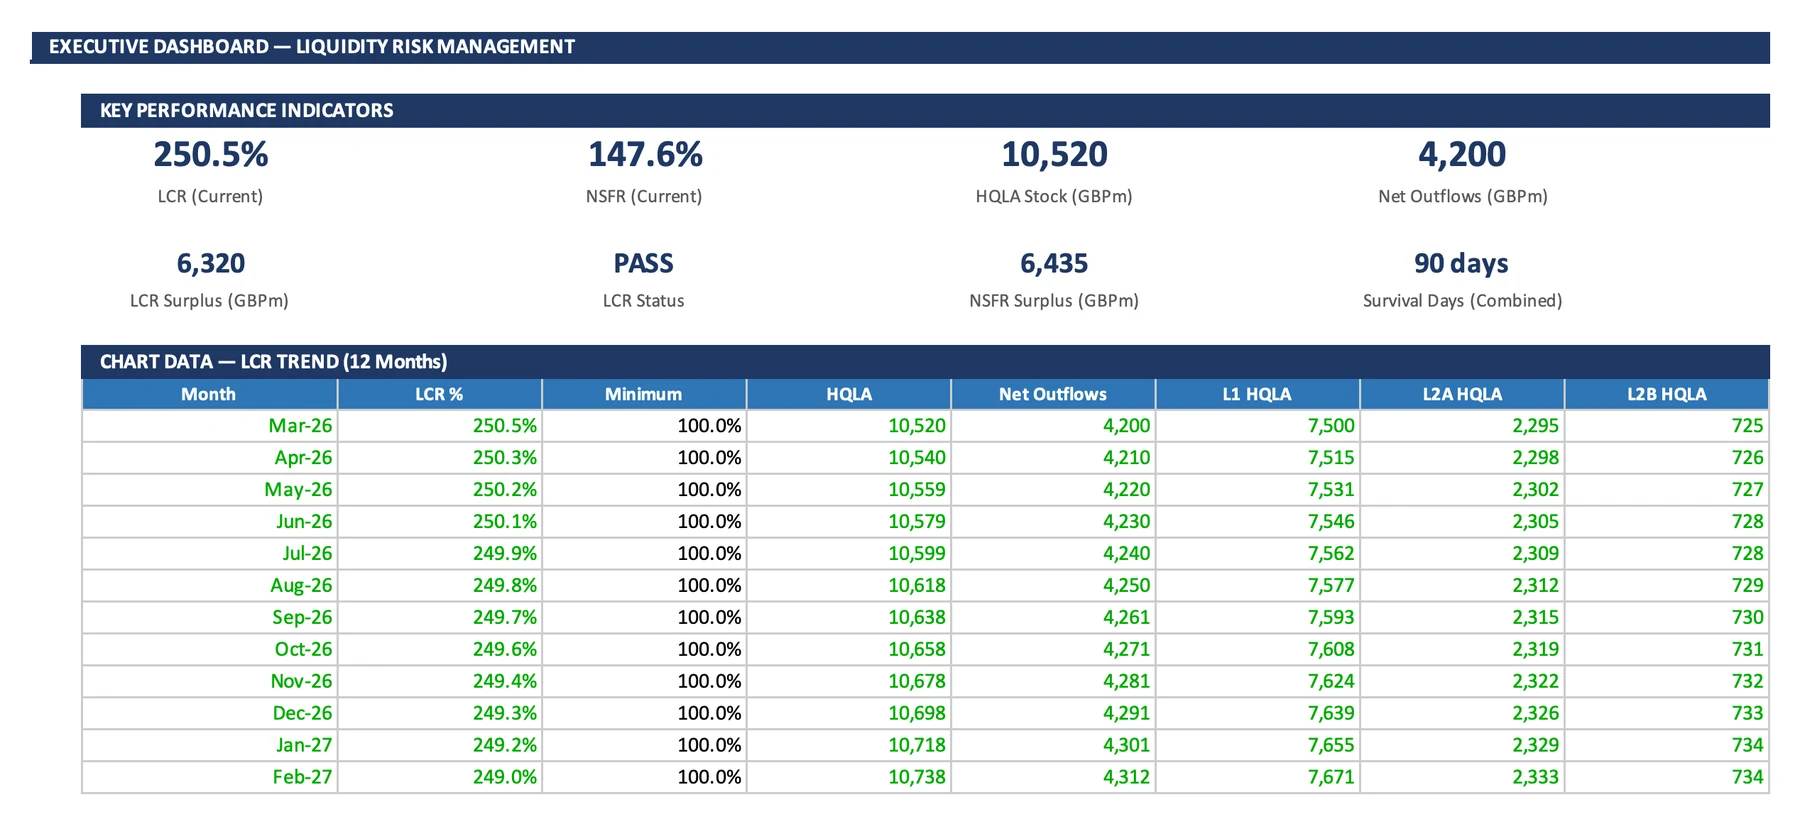 EXECUTIVE DASHBOARD — LIQUIDITY RISK MANAGEMENT
KEY PERFORMANCE INDICATORS
250.5% 147.6% 10,520 4,200
LCR (Current) NSFR (Current) HQLA Stock (GBPm) Net Outflows (GBPm)
6,320 PASS 6,435 90 days
LCR Surplus (GBPm) LCR Status NSFR Surplus (GBPm) Survival Days (Combined)
CHART DATA — LCR TREND (12 Months)
Month LCR % Minimum HQLA Net Outflows L1 HQLA L2A HQLA L2B HQLA
Mar-26 250.5% 100.0% 10,520 4,200 7,500 2,295 725
Apr-26 250.3% 100.0% 10,540 4,210 7,515 2,298 726
May-26 250.2% 100.0% 10,559 4,220 7,531 2,302 727
Jun-26 250.1% 100.0% 10,579 4,230 7,546 2,305 728
Jul-26 249.9% 100.0% 10,599 4,240 7,562 2,309 728
Aug-26 249.8% 100.0% 10,618 4,250 7,577 2,312 729
Sep-26 249.7% 100.0% 10,638 4,261 7,593 2,315 730
Oct-26 249.6% 100.0% 10,658 4,271 7,608 2,319 731
Nov-26 249.4% 100.0% 10,678 4,281 7,624 2,322 732
Dec-26 249.3% 100.0% 10,698 4,291 7,639 2,326 733
Jan-27 249.2% 100.0% 10,718 4,301 7,655 2,329 734
Feb-27 249.0% 100.0% 10,738 4,312 7,671 2,333 734